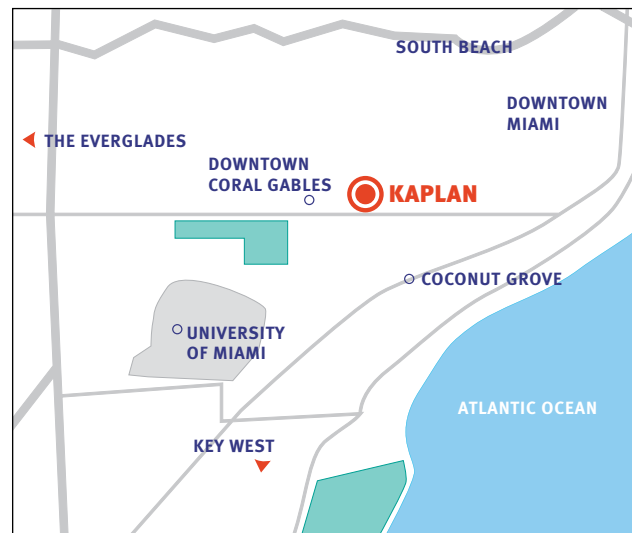 SOUTH BEACH
DOWNTOWN
MIAMI
THE EVERGLADES
DOWNTOWN
CORAL GABLES
KAPLAN
COCONUT GROVE
UNIVERSITY
OF MIAMI
ATLANTIC OCEAN
KEY WEST